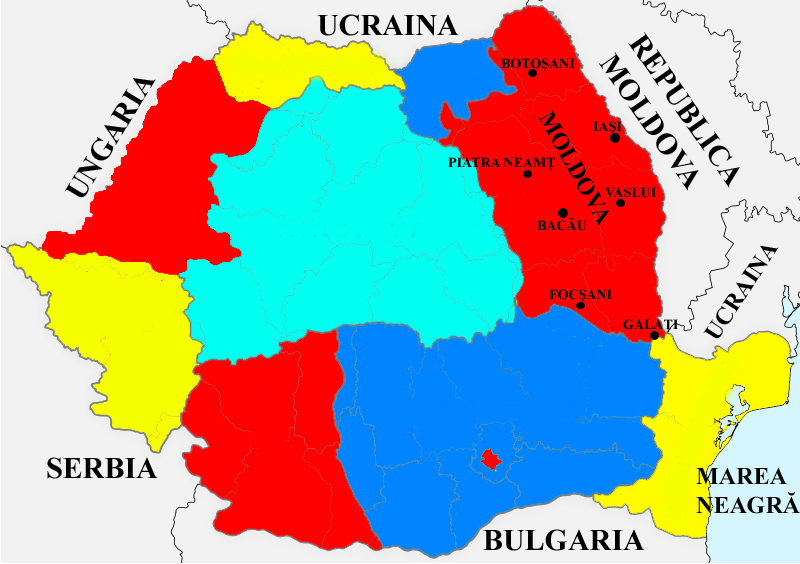 UCRAINA
BOTOȘANI
REPUBLICA
MOLDOVA
UNGARIA
IAȘI
MOLDOVA
PIATRA NEAMȚ
VASLUI
BACĂU
UCRAINA
FOCȘANI
GALAȚI
SERBIA
MAREA
NEAGRĂ
BULGARIA